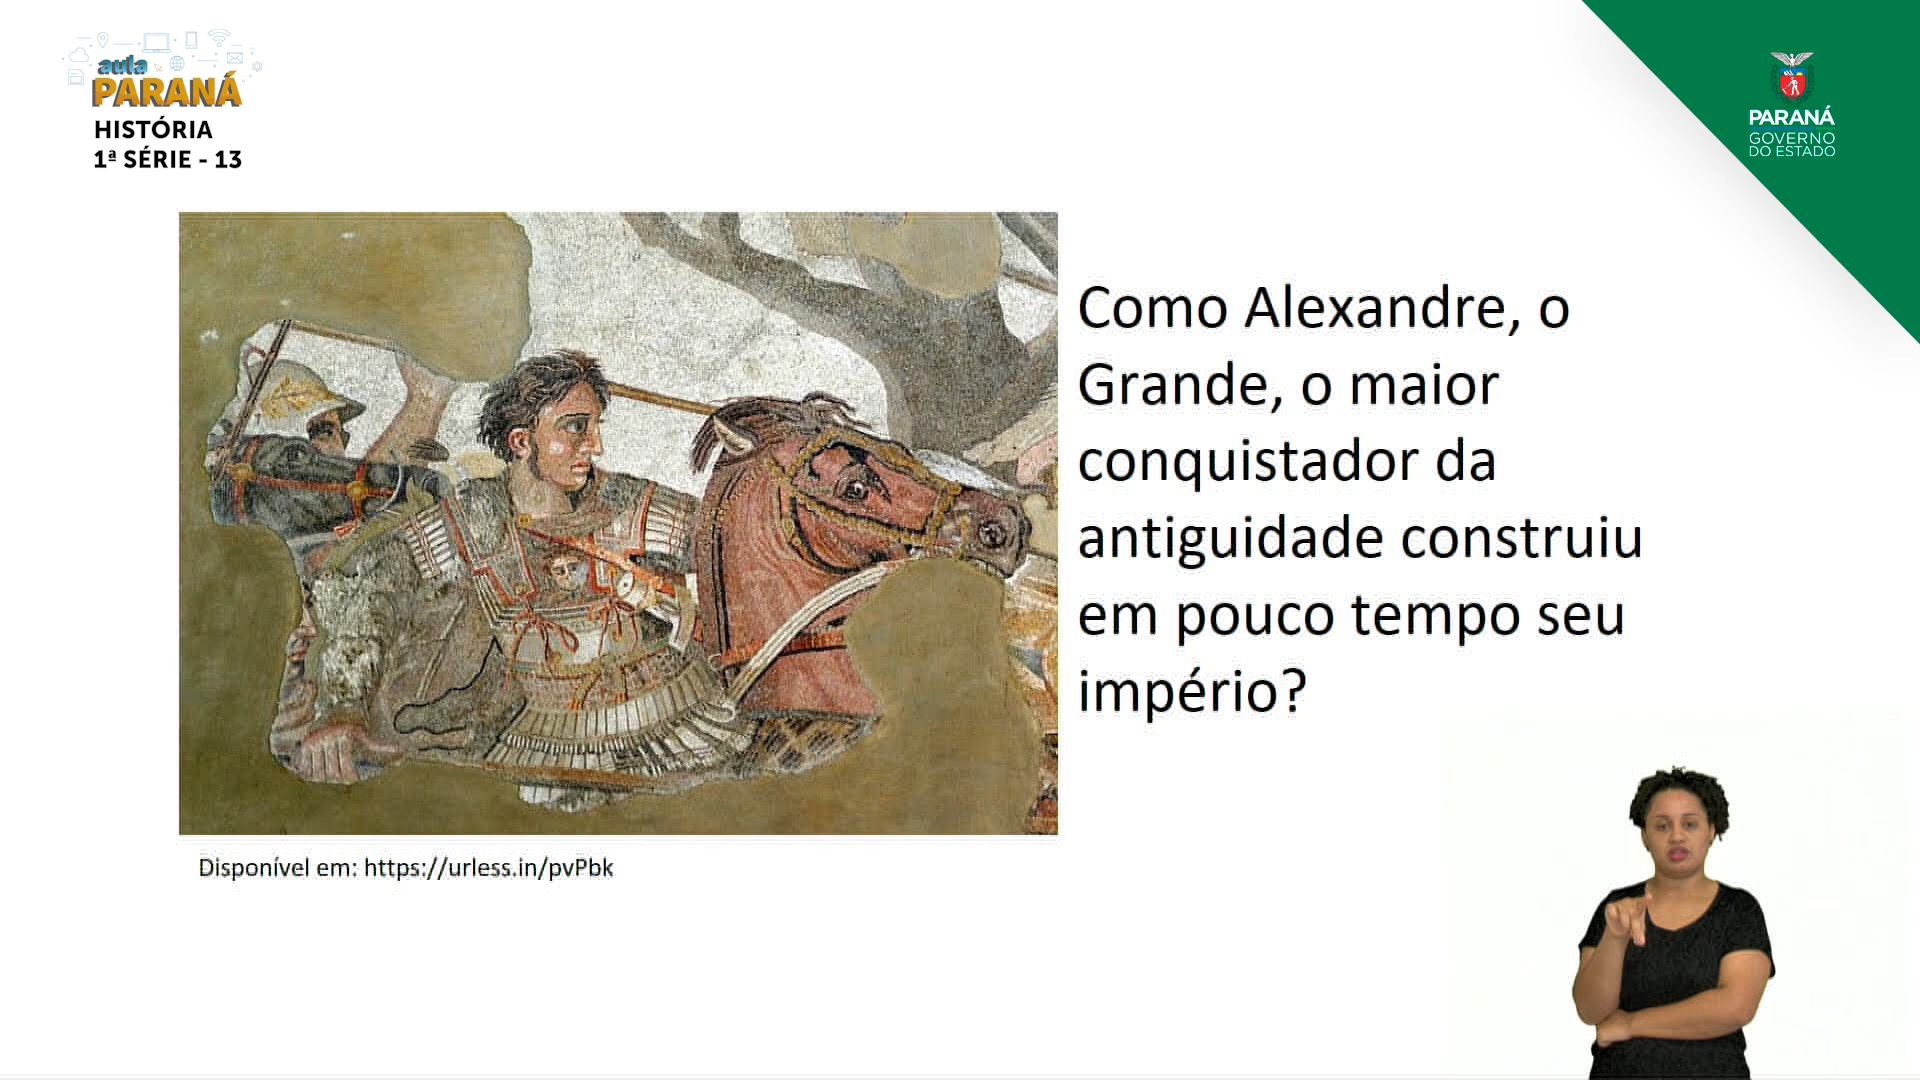 aula
PARANÁ
HISTÓRIA
1ª SÉRIE - 13
PARANÁ
GOVERNO
DO ESTADO
Como Alexandre, o
Grande, o maior
conquistador da
antiguidade construiu
em pouco tempo seu
império?
Disponível em: https://urless.in/pvPbk